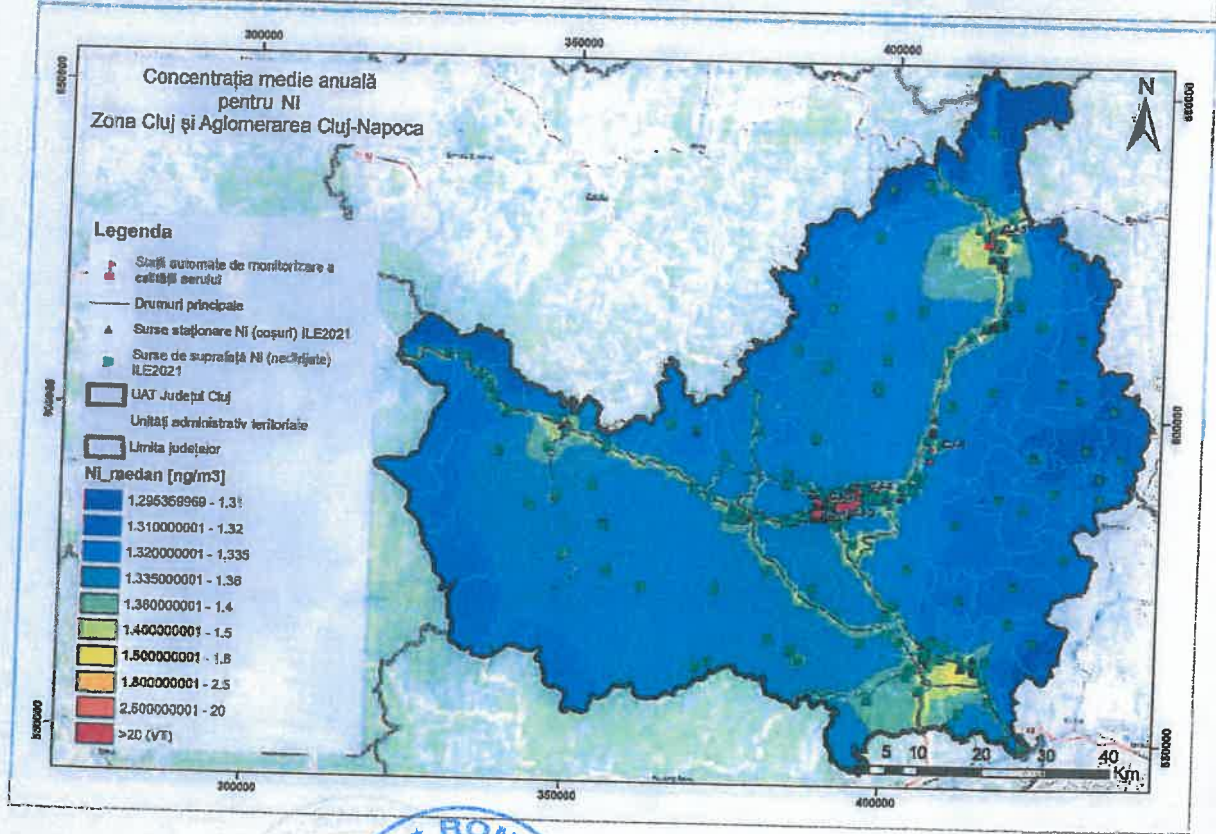 300000
350000
400000
Concentrația medie anuală
pentru NI
Zona Cluj și Aglomerarea Cluj-Napoca
N
550000
Zalău
Legenda
Stații automate de monitorizare a
calității aerului
Drumuri principale
Surse staționare Ni (coșuri) ILE2021
Surse de suprafață Ni (nedirijate)
ILE2021
UAT Județul Cluj
Unități administrativ teritoriale
Limita județelor
Ni_medan [ng/m3]
1.295359969 - 1.31
1.310000001 - 1.32
1.320000001 - 1.335
1.335000001 - 1.36
1.360000001 - 1.4
1.400000001 - 1.5
1.500000001 - 1.8
1.800000001 - 2.5
2.500000001 - 20
>20 (VT)
5 10 20 30 40
Km
300000
350000
400000
RO